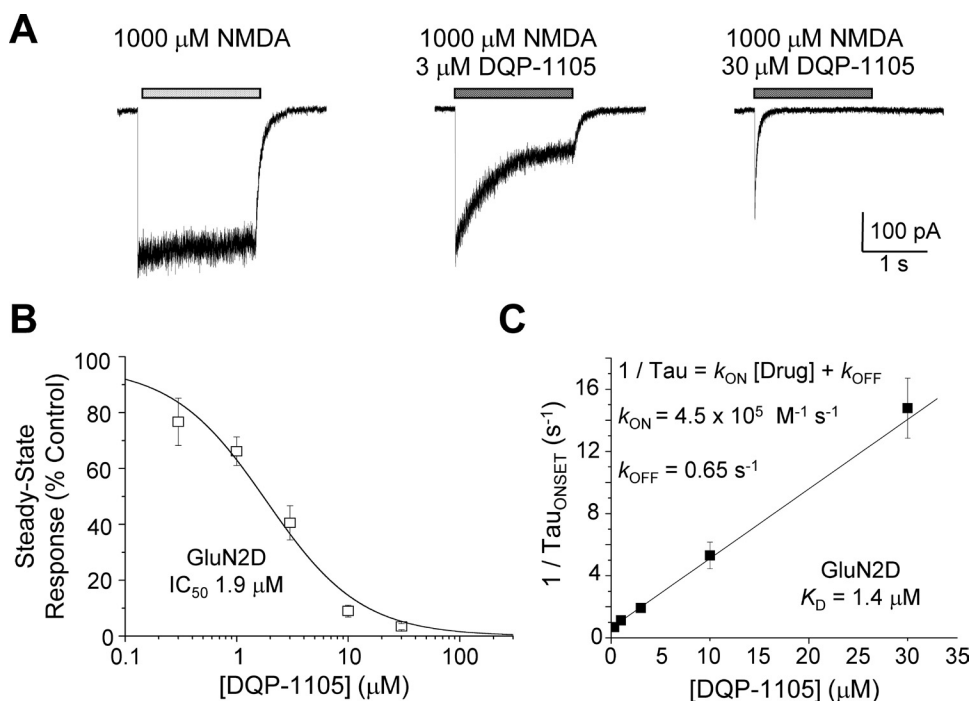 A
1000 μM NMDA
1000 μM NMDA
3 μM DQP-1105
1000 μM NMDA
30 μM DQP-1105
100 pA
1 s
B
Steady-State
Response (% Control)
100
80
60
40
20
0
GluN2D
IC50 1.9 μM
0.1
1
10
100
[DQP-1105] (μM)
C
1 / TauONSET (s-1)
16
12
8
4
0
1 / Tau = kON [Drug] + kOFF
kON = 4.5 x 10⁵ M⁻¹ s⁻¹
kOFF = 0.65 s⁻¹
GluN2D
KD = 1.4 μM
0
5
10
15
20
25
30
35
[DQP-1105] (μM)